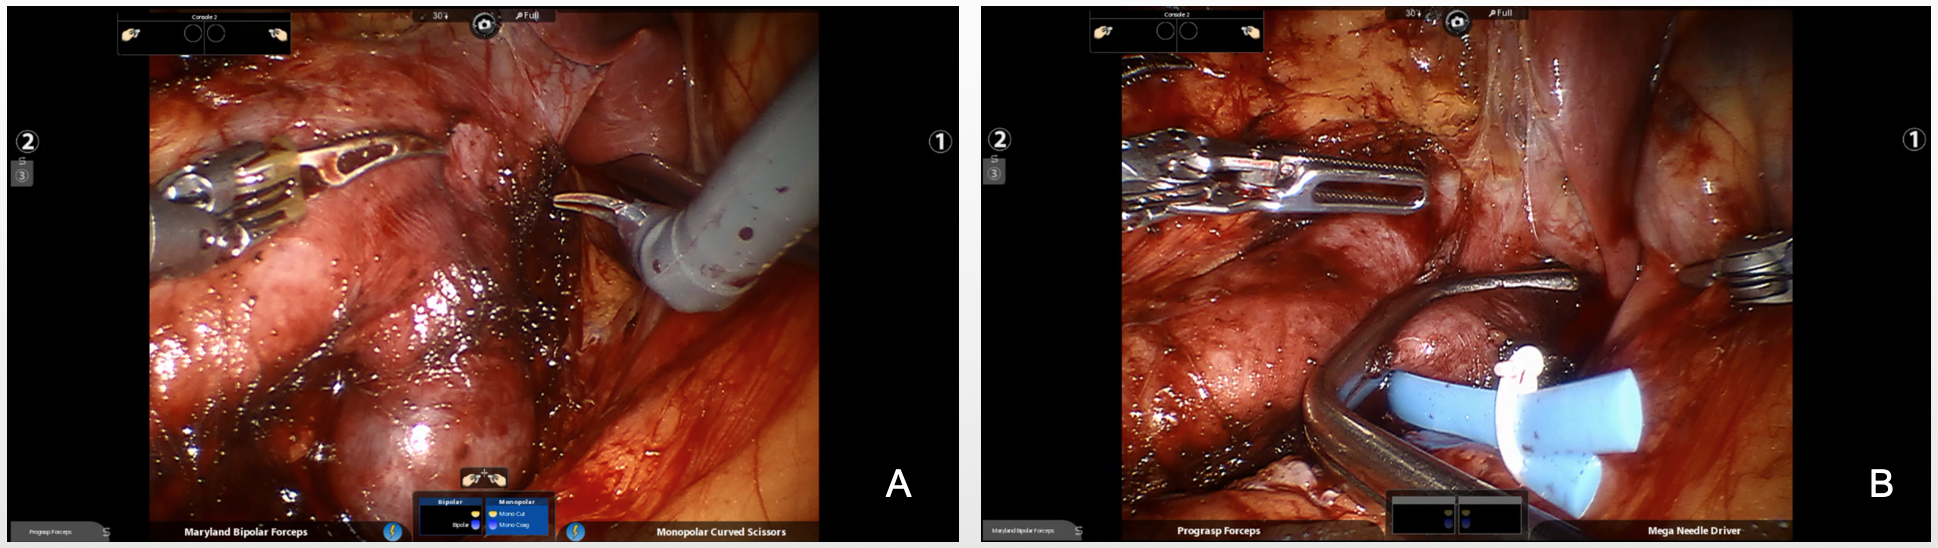 Console 2
30°
Full
2
S
3
1
A
Bipolar
Monopolar
Mono Cut
Bipolar
Mono Coag
Prograsp Forceps
S
Maryland Bipolar Forceps
Monopolar Curved Scissors
Console 2
30°
Full
2
S
3
1
B
Maryland Bipolar Forceps
S
Prograsp Forceps
Mega Needle Driver